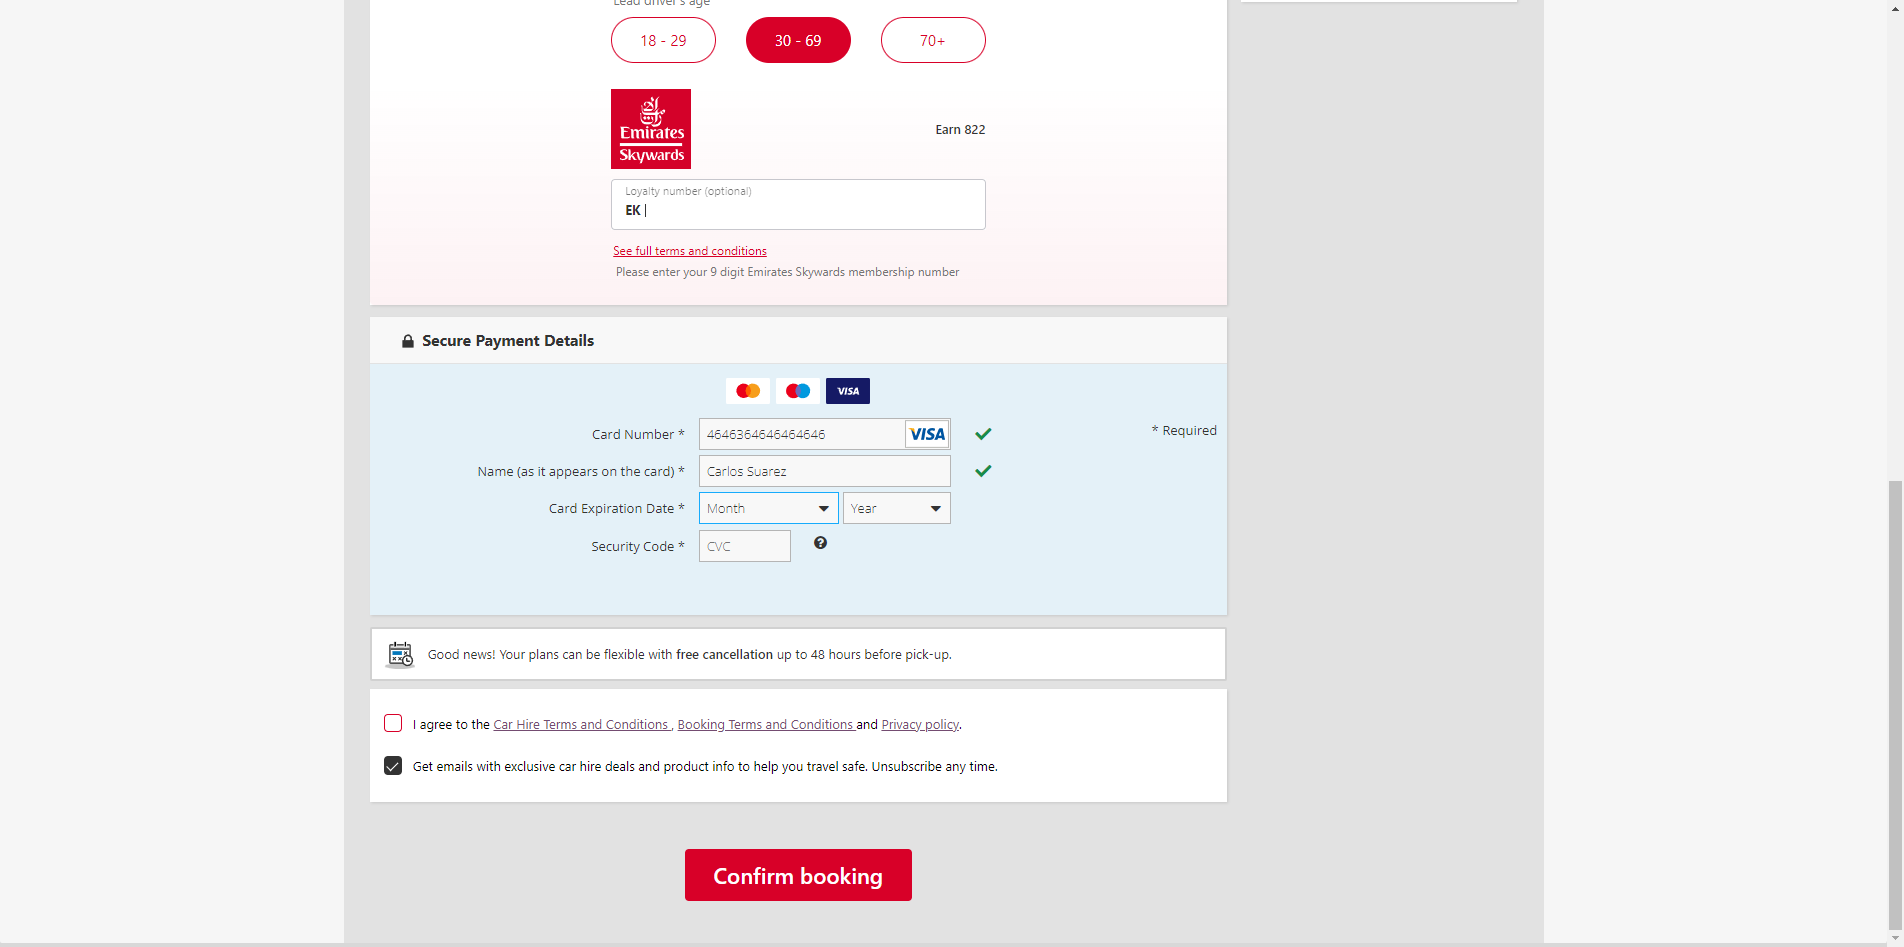 Lead driver's age
18 - 29
30 - 69
70+
Emirates
Skywards
Earn 822
Loyalty number (optional)
EK
See full terms and conditions
Please enter your 9 digit Emirates Skywards membership number
Secure Payment Details
VISA
Card Number *
4646364646464646
VISA
* Required
Name (as it appears on the card) *
Carlos Suarez
Card Expiration Date *
Month
Year
Security Code *
CVC
Good news! Your plans can be flexible with free cancellation up to 48 hours before pick-up.
I agree to the Car Hire Terms and Conditions , Booking Terms and Conditions and Privacy policy.
Get emails with exclusive car hire deals and product info to help you travel safe. Unsubscribe any time.
Confirm booking